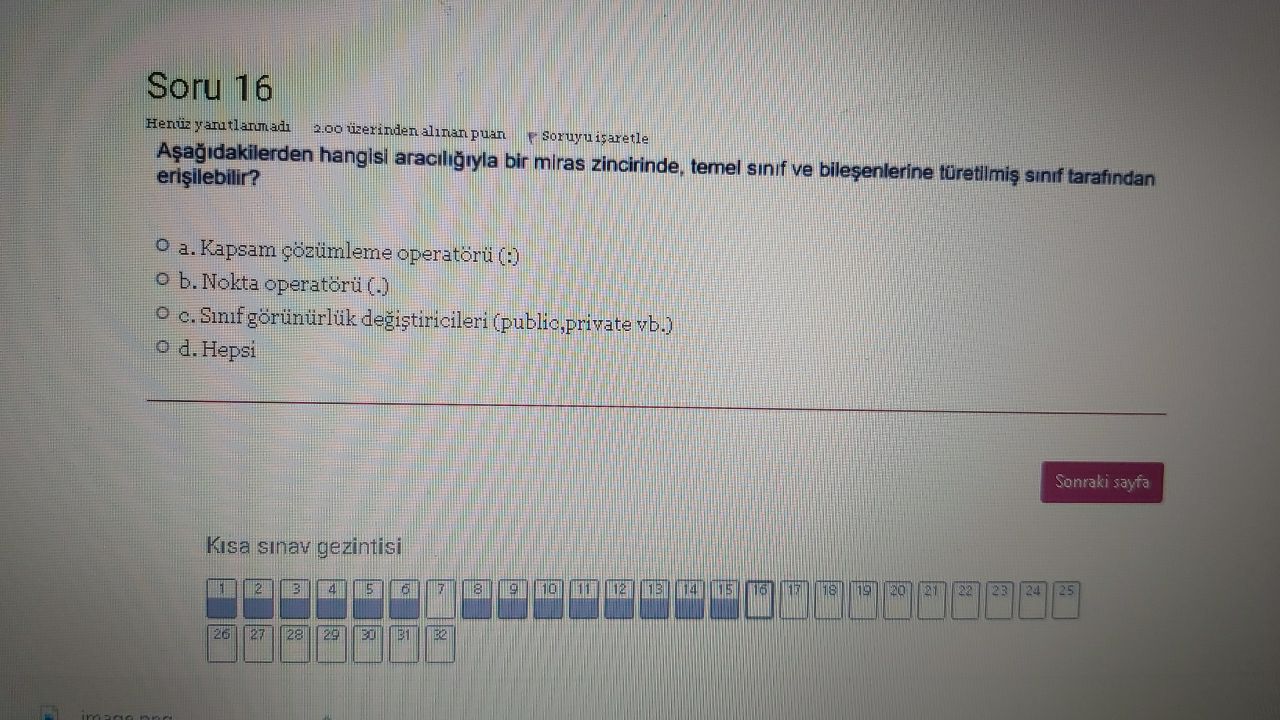 Soru 16
Henüz yanıtlanmadı 2.00 üzerinden alınan puan Soruyu işaretle
Aşağıdakilerden hangisi aracılığıyla bir miras zincirinde, temel sınıf ve bileşenlerine türetilmiş sınıf tarafından
erişilebilir?
a. Kapsam çözümleme operatörü (:)
b. Nokta operatörü (.)
c. Sınıf görünürlük değiştiricileri (public,private vb.)
d. Hepsi
Sonraki sayfa
Kısa sınav gezintisi
1 2 3 4 5 6 7 8 9 10 11 12 13 14 15 16 17 18 19 20 21 22 23 24 25
26 27 28 29 30 31 32
image.png